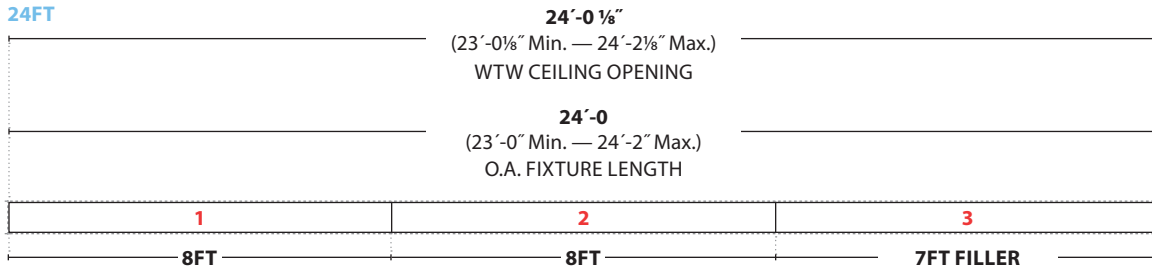 24FT
24´-0 ⅛˝
(23´-0⅛˝ Min. — 24´-2⅛˝ Max.)
WTW CEILING OPENING
24´-0
(23´-0˝ Min. — 24´-2˝ Max.)
O.A. FIXTURE LENGTH
1 2 3
8FT 8FT 7FT FILLER